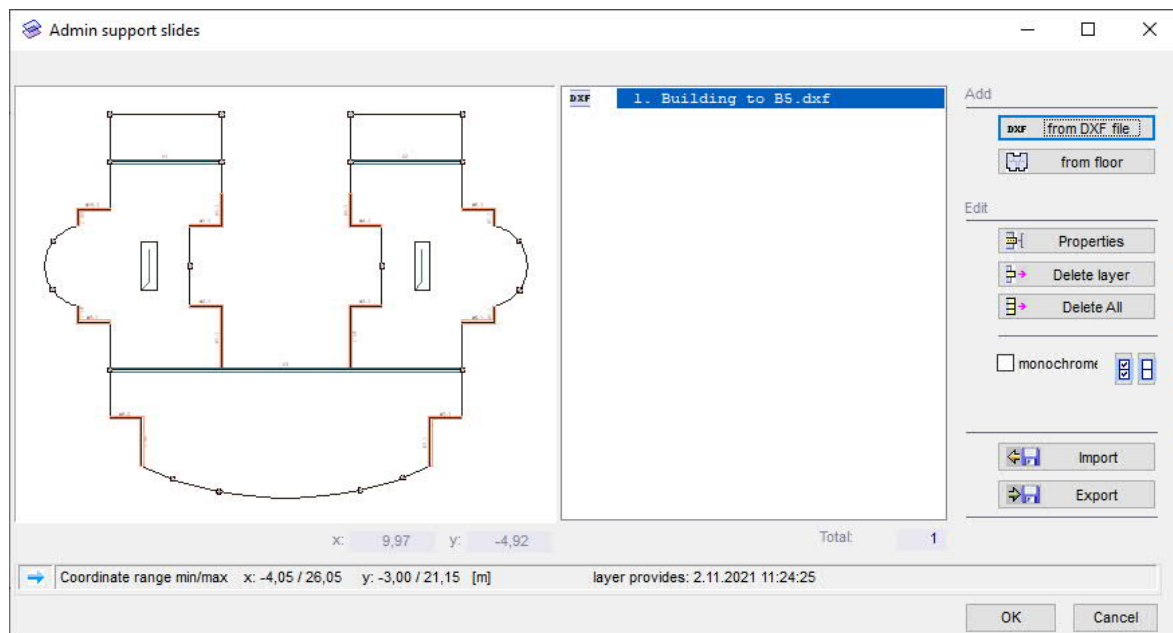 Admin support slides
DXF 1. Building to B5.dxf
Add
DXF from DXF file
from floor
Edit
Properties
Delete layer
Delete All
monochrome
Import
Export
x: 9,97 y: -4,92
Total: 1
Coordinate range min/max x: -4,05 / 26,05 y: -3,00 / 21,15 [m] layer provides: 2.11.2021 11:24:25
OK Cancel